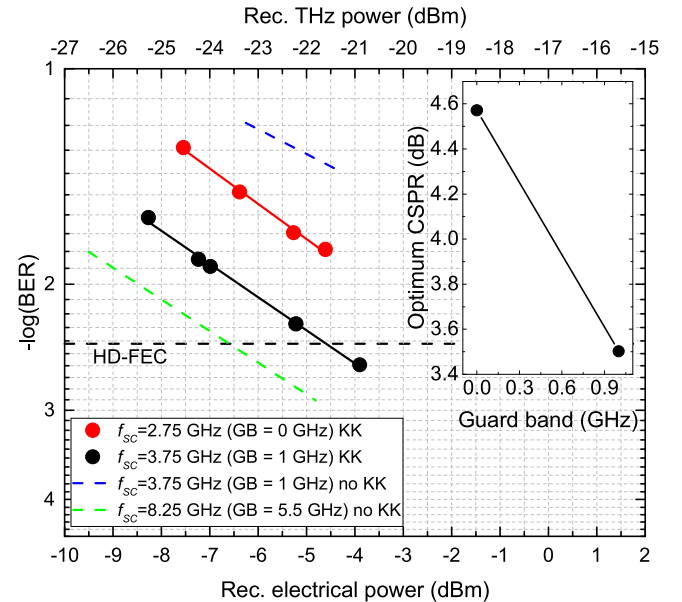 Rec. THz power (dBm)
-27 -26 -25 -24 -23 -22 -21 -20 -19 -18 -17 -16 -15
1
2
3
4
-log(BER)
HD-FEC
f_SC=2.75 GHz (GB = 0 GHz) KK
f_SC=3.75 GHz (GB = 1 GHz) KK
f_SC=3.75 GHz (GB = 1 GHz) no KK
f_SC=8.25 GHz (GB = 5.5 GHz) no KK
4.6
4.4
4.2
4.0
3.8
3.6
3.4
Optimum CSPR (dB)
0.0 0.3 0.6 0.9
Guard band (GHz)
-10 -9 -8 -7 -6 -5 -4 -3 -2 -1 0 1 2
Rec. electrical power (dBm)